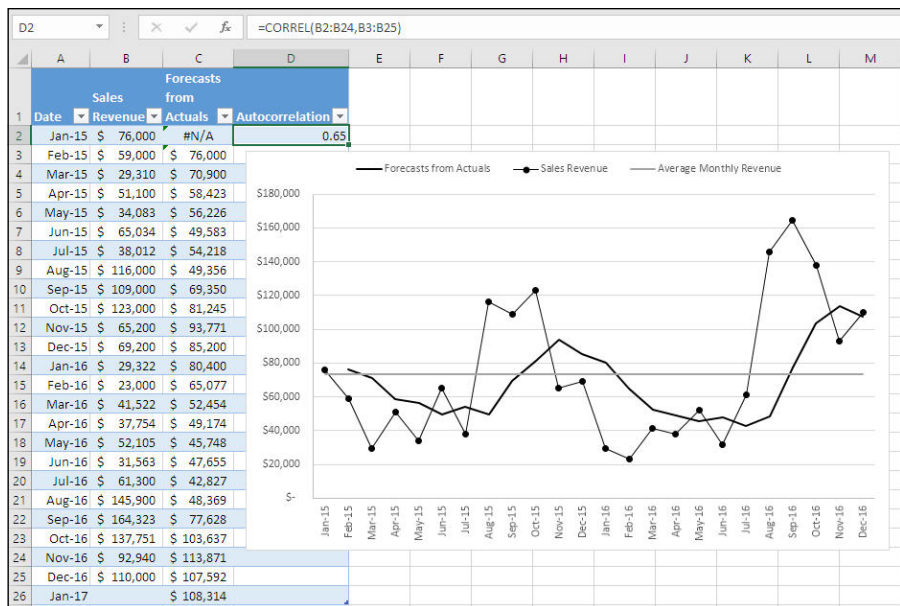 D2 fx =CORREL(B2:B24,B3:B25)
A B C D E F G H I J K L M
Forecasts
Sales from
1 Date Revenue Actuals Autocorrelation
2 Jan-15 $ 76,000 #N/A 0.65
3 Feb-15 $ 59,000 $ 76,000
4 Mar-15 $ 29,310 $ 70,900
5 Apr-15 $ 51,100 $ 58,423
6 May-15 $ 34,083 $ 56,226
7 Jun-15 $ 65,034 $ 49,583
8 Jul-15 $ 38,012 $ 54,218
9 Aug-15 $ 116,000 $ 49,356
10 Sep-15 $ 109,000 $ 69,350
11 Oct-15 $ 123,000 $ 81,245
12 Nov-15 $ 65,200 $ 93,771
13 Dec-15 $ 69,200 $ 85,200
14 Jan-16 $ 29,322 $ 80,400
15 Feb-16 $ 23,000 $ 65,077
16 Mar-16 $ 41,522 $ 52,454
17 Apr-16 $ 37,754 $ 49,174
18 May-16 $ 52,105 $ 45,748
19 Jun-16 $ 31,563 $ 47,655
20 Jul-16 $ 61,300 $ 42,827
21 Aug-16 $ 145,900 $ 48,369
22 Sep-16 $ 164,323 $ 77,628
23 Oct-16 $ 137,751 $ 103,637
24 Nov-16 $ 92,940 $ 113,871
25 Dec-16 $ 110,000 $ 107,592
26 Jan-17 $ 108,314
Forecasts from Actuals Sales Revenue Average Monthly Revenue
$180,000
$160,000
$140,000
$120,000
$100,000
$80,000
$60,000
$40,000
$20,000
$-
Jan-15 Feb-15 Mar-15 Apr-15 May-15 Jun-15 Jul-15 Aug-15 Sep-15 Oct-15 Nov-15 Dec-15 Jan-16 Feb-16 Mar-16 Apr-16 May-16 Jun-16 Jul-16 Aug-16 Sep-16 Oct-16 Nov-16 Dec-16